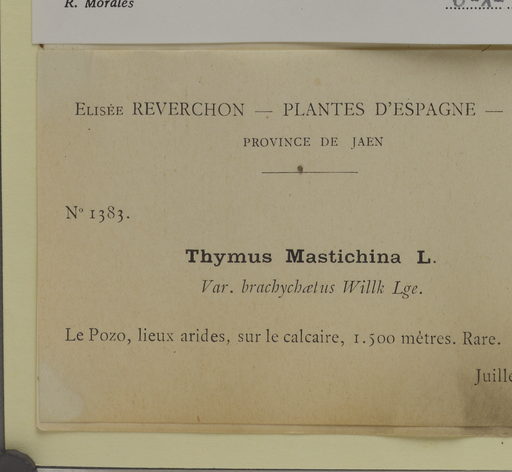 R. Morales
Elisée REVERCHON — PLANTES D'ESPAGNE —
PROVINCE DE JAEN
Nº 1383.
Thymus Mastichina L.
Var. brachychætus Willk Lge.
Le Pozo, lieux arides, sur le calcaire, 1.500 mètres. Rare.